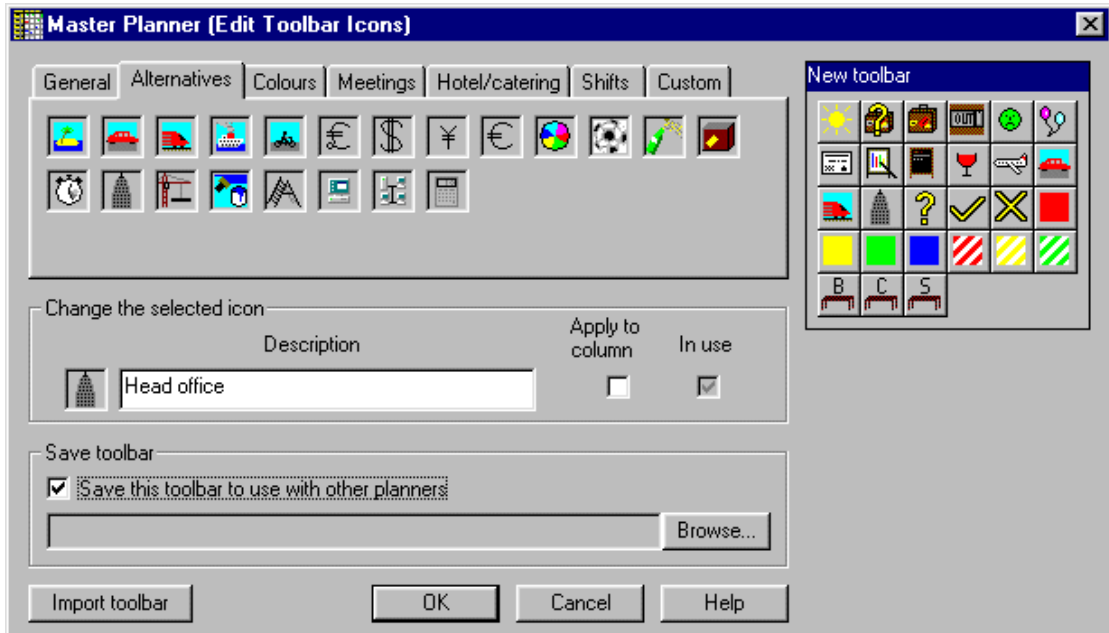 Master Planner (Edit Toolbar Icons)
General Alternatives Colours Meetings Hotel/catering Shifts Custom
New toolbar
£ $ ¥ €
OUT
?
B C S
Change the selected icon
Description
Apply to
column
In use
Head office
Save toolbar
Save this toolbar to use with other planners
Browse...
Import toolbar OK Cancel Help